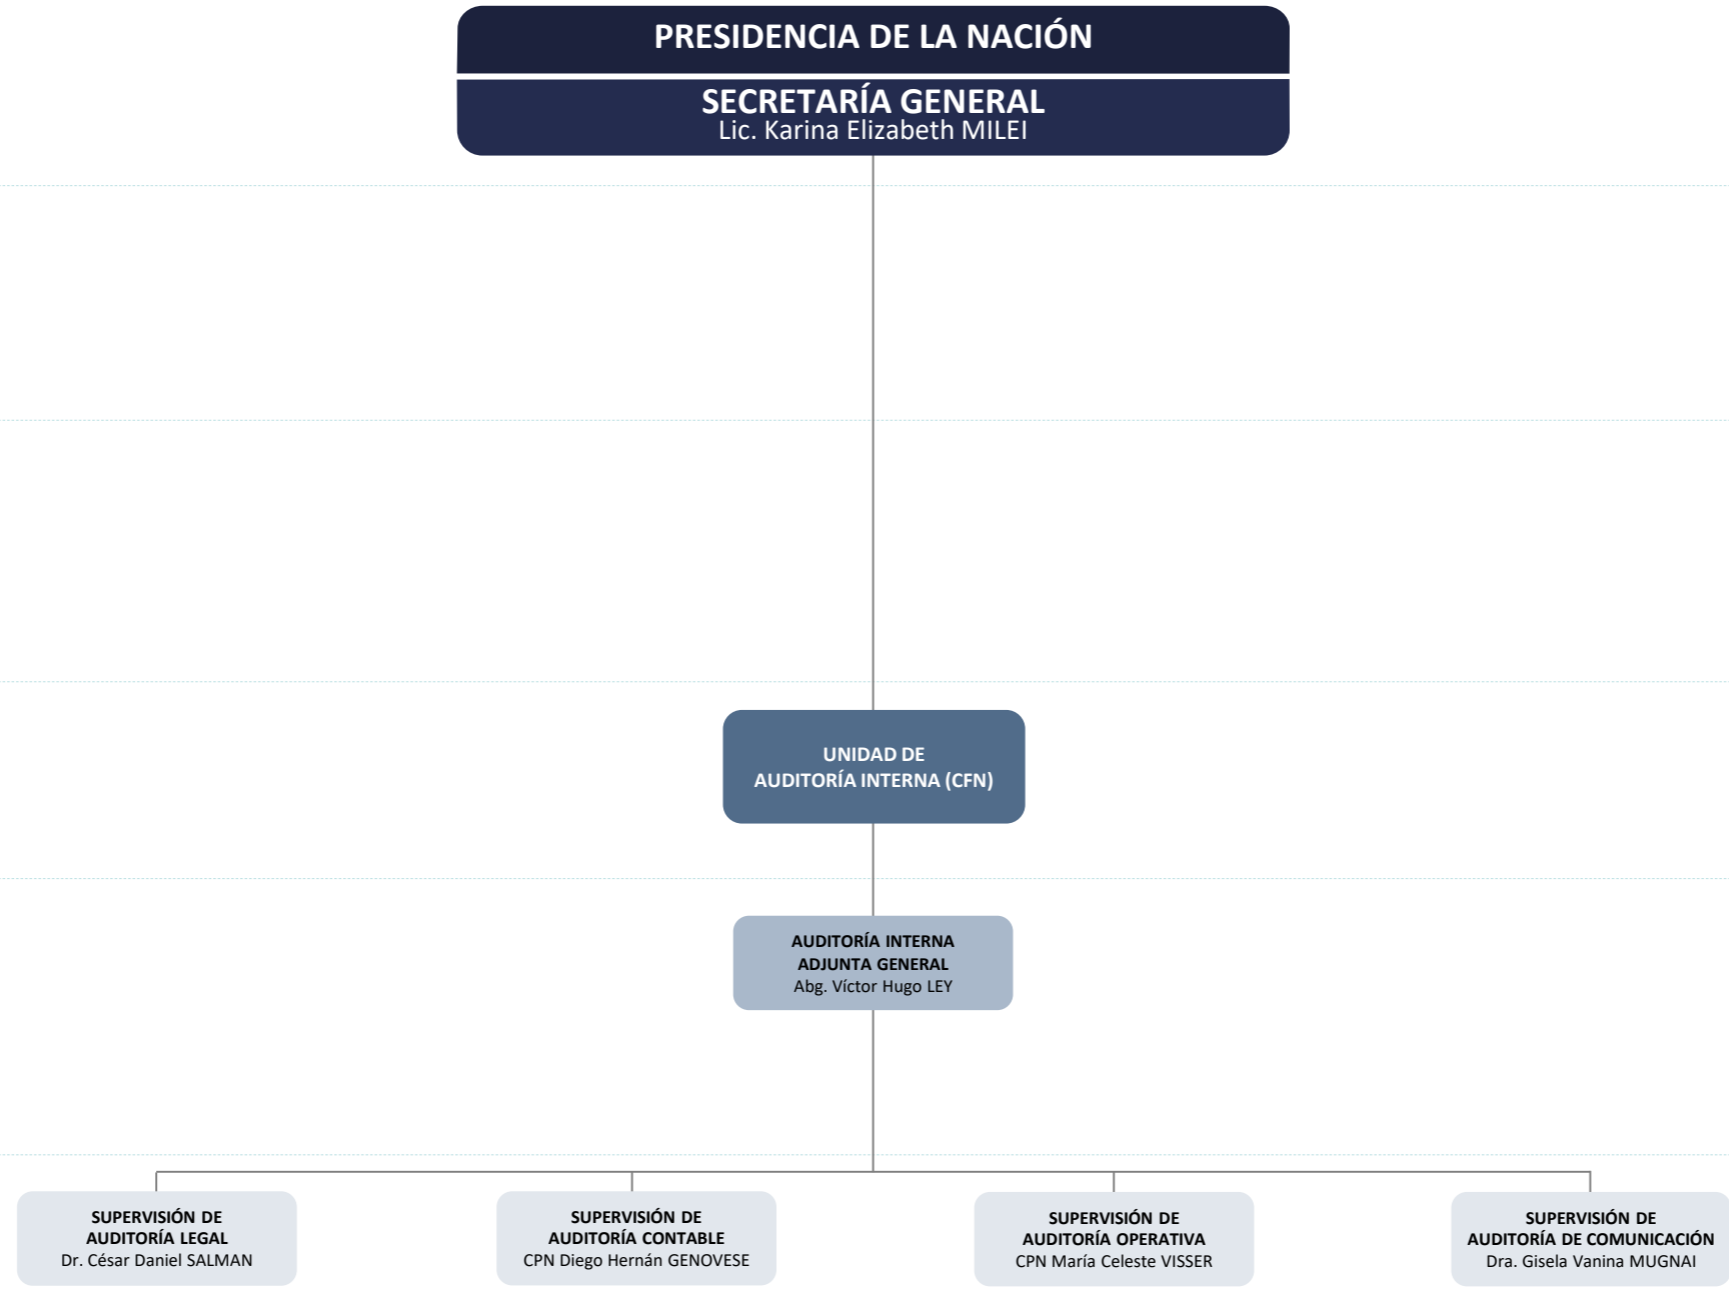 PRESIDENCIA DE LA NACIÓN
SECRETARÍA GENERAL
Lic. Karina Elizabeth MILEI
UNIDAD DE
AUDITORÍA INTERNA (CFN)
AUDITORÍA INTERNA
ADJUNTA GENERAL
Abg. Víctor Hugo LEY
SUPERVISIÓN DE
AUDITORÍA LEGAL
Dr. César Daniel SALMAN
SUPERVISIÓN DE
AUDITORÍA CONTABLE
CPN Diego Hernán GENOVESE
SUPERVISIÓN DE
AUDITORÍA OPERATIVA
CPN María Celeste VISSER
SUPERVISIÓN DE
AUDITORÍA DE COMUNICACIÓN
Dra. Gisela Vanina MUGNAI